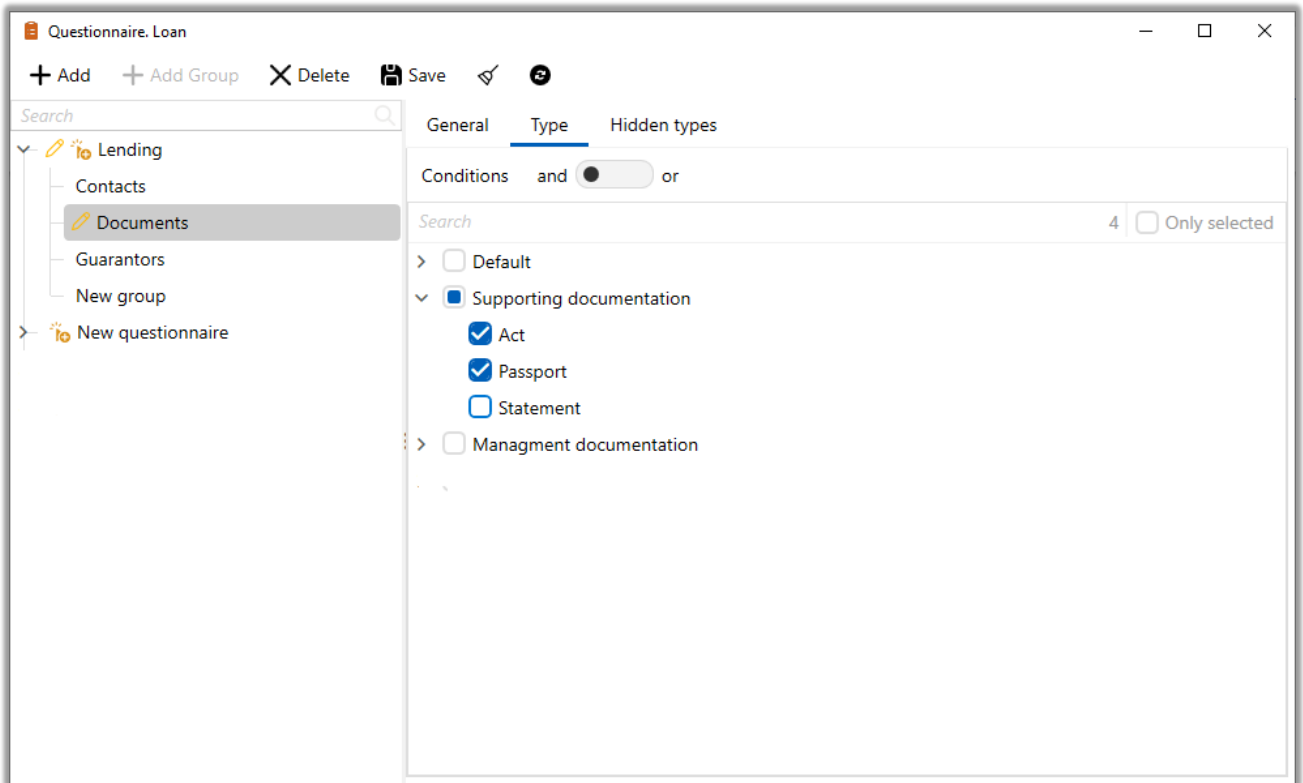 Questionnaire. Loan
Add Add Group Delete Save
Search
General Type Hidden types
Lending
Conditions and or
Contacts
Documents
Search 4 Only selected
Guarantors
Default
New group
Supporting documentation
New questionnaire
Act
Passport
Statement
Managment documentation